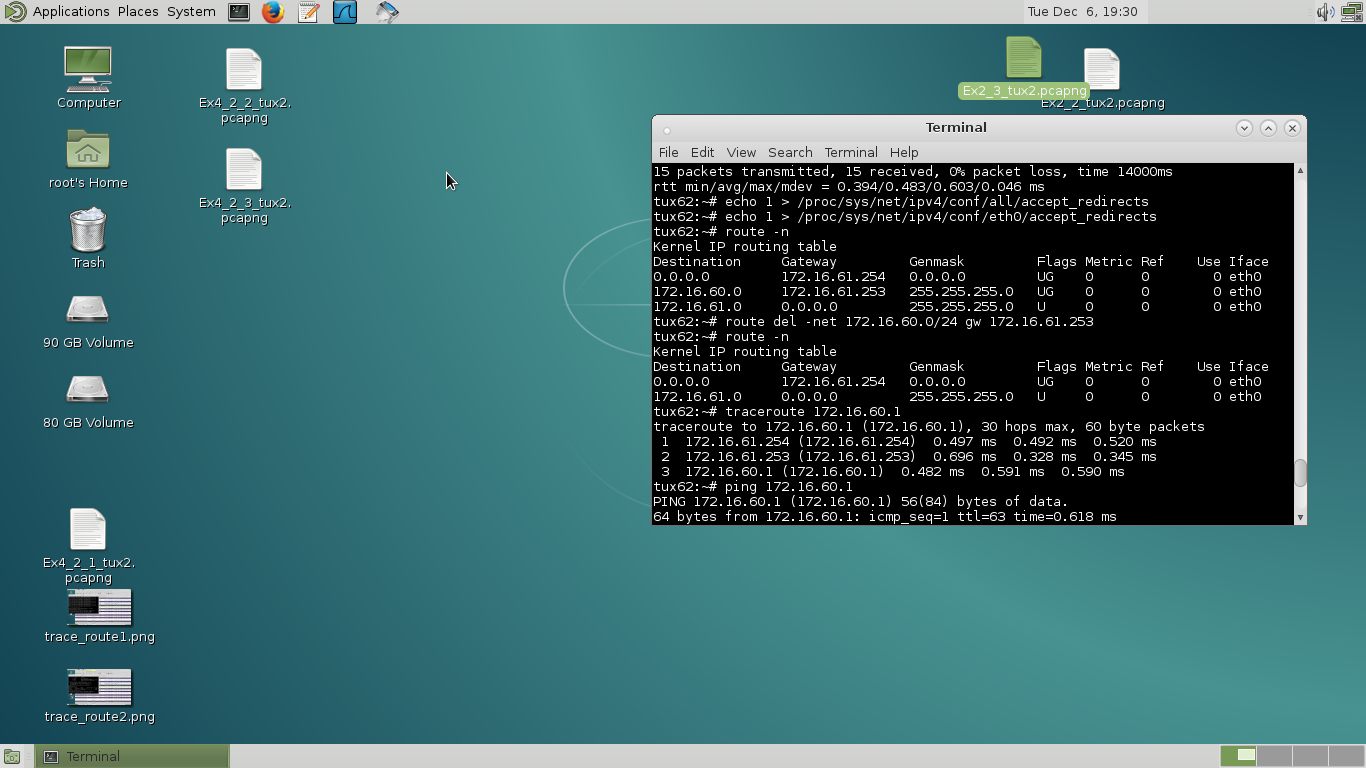 Applications Places System
Tue Dec 6, 19:30
Computer
Ex4_2_2_tux2.
pcapng
Ex2_3_tux2.pcapng
Ex2_2_tux2.pcapng
root's Home
Ex4_2_3_tux2.
pcapng
Trash
90 GB Volume
80 GB Volume
Ex4_2_1_tux2.
pcapng
trace_route1.png
trace_route2.png
Terminal
File Edit View Search Terminal Help
15 packets transmitted, 15 received, 0% packet loss, time 14000ms
rtt min/avg/max/mdev = 0.394/0.483/0.603/0.046 ms
tux62:~# echo 1 > /proc/sys/net/ipv4/conf/all/accept_redirects
tux62:~# echo 1 > /proc/sys/net/ipv4/conf/eth0/accept_redirects
tux62:~# route -n
Kernel IP routing table
Destination     Gateway         Genmask         Flags Metric Ref    Use Iface
0.0.0.0         172.16.61.254   0.0.0.0         UG    0      0        0 eth0
172.16.60.0     172.16.61.253   255.255.255.0   UG    0      0        0 eth0
172.16.61.0     0.0.0.0         255.255.255.0   U     0      0        0 eth0
tux62:~# route del -net 172.16.60.0/24 gw 172.16.61.253
tux62:~# route -n
Kernel IP routing table
Destination     Gateway         Genmask         Flags Metric Ref    Use Iface
0.0.0.0         172.16.61.254   0.0.0.0         UG    0      0        0 eth0
172.16.61.0     0.0.0.0         255.255.255.0   U     0      0        0 eth0
tux62:~# traceroute 172.16.60.1
traceroute to 172.16.60.1 (172.16.60.1), 30 hops max, 60 byte packets
 1  172.16.61.254 (172.16.61.254)  0.497 ms  0.492 ms  0.520 ms
 2  172.16.61.253 (172.16.61.253)  0.696 ms  0.328 ms  0.345 ms
 3  172.16.60.1 (172.16.60.1)  0.482 ms  0.591 ms  0.590 ms
tux62:~# ping 172.16.60.1
PING 172.16.60.1 (172.16.60.1) 56(84) bytes of data.
64 bytes from 172.16.60.1: icmp_seq=1 ttl=63 time=0.618 ms
Terminal